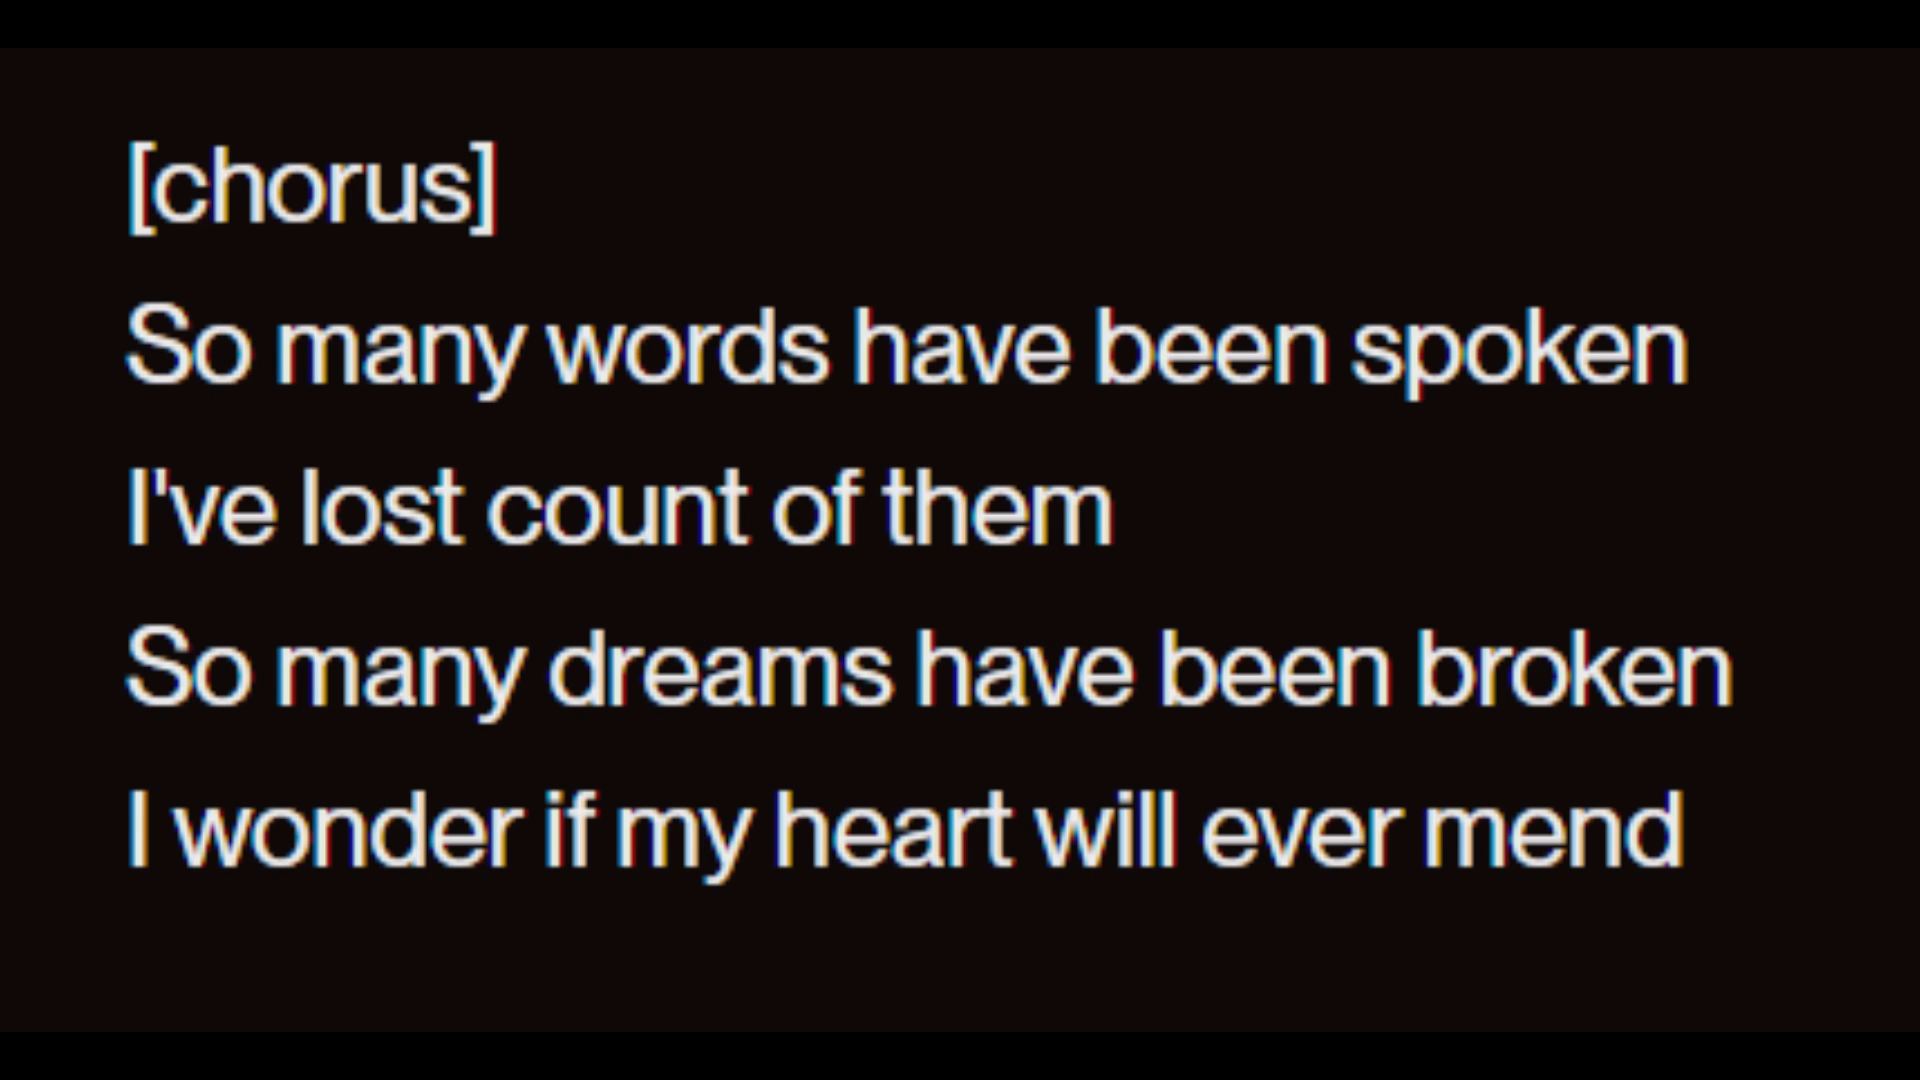 [chorus]
So many words have been spoken
I've lost count of them
So many dreams have been broken
I wonder if my heart will ever mend